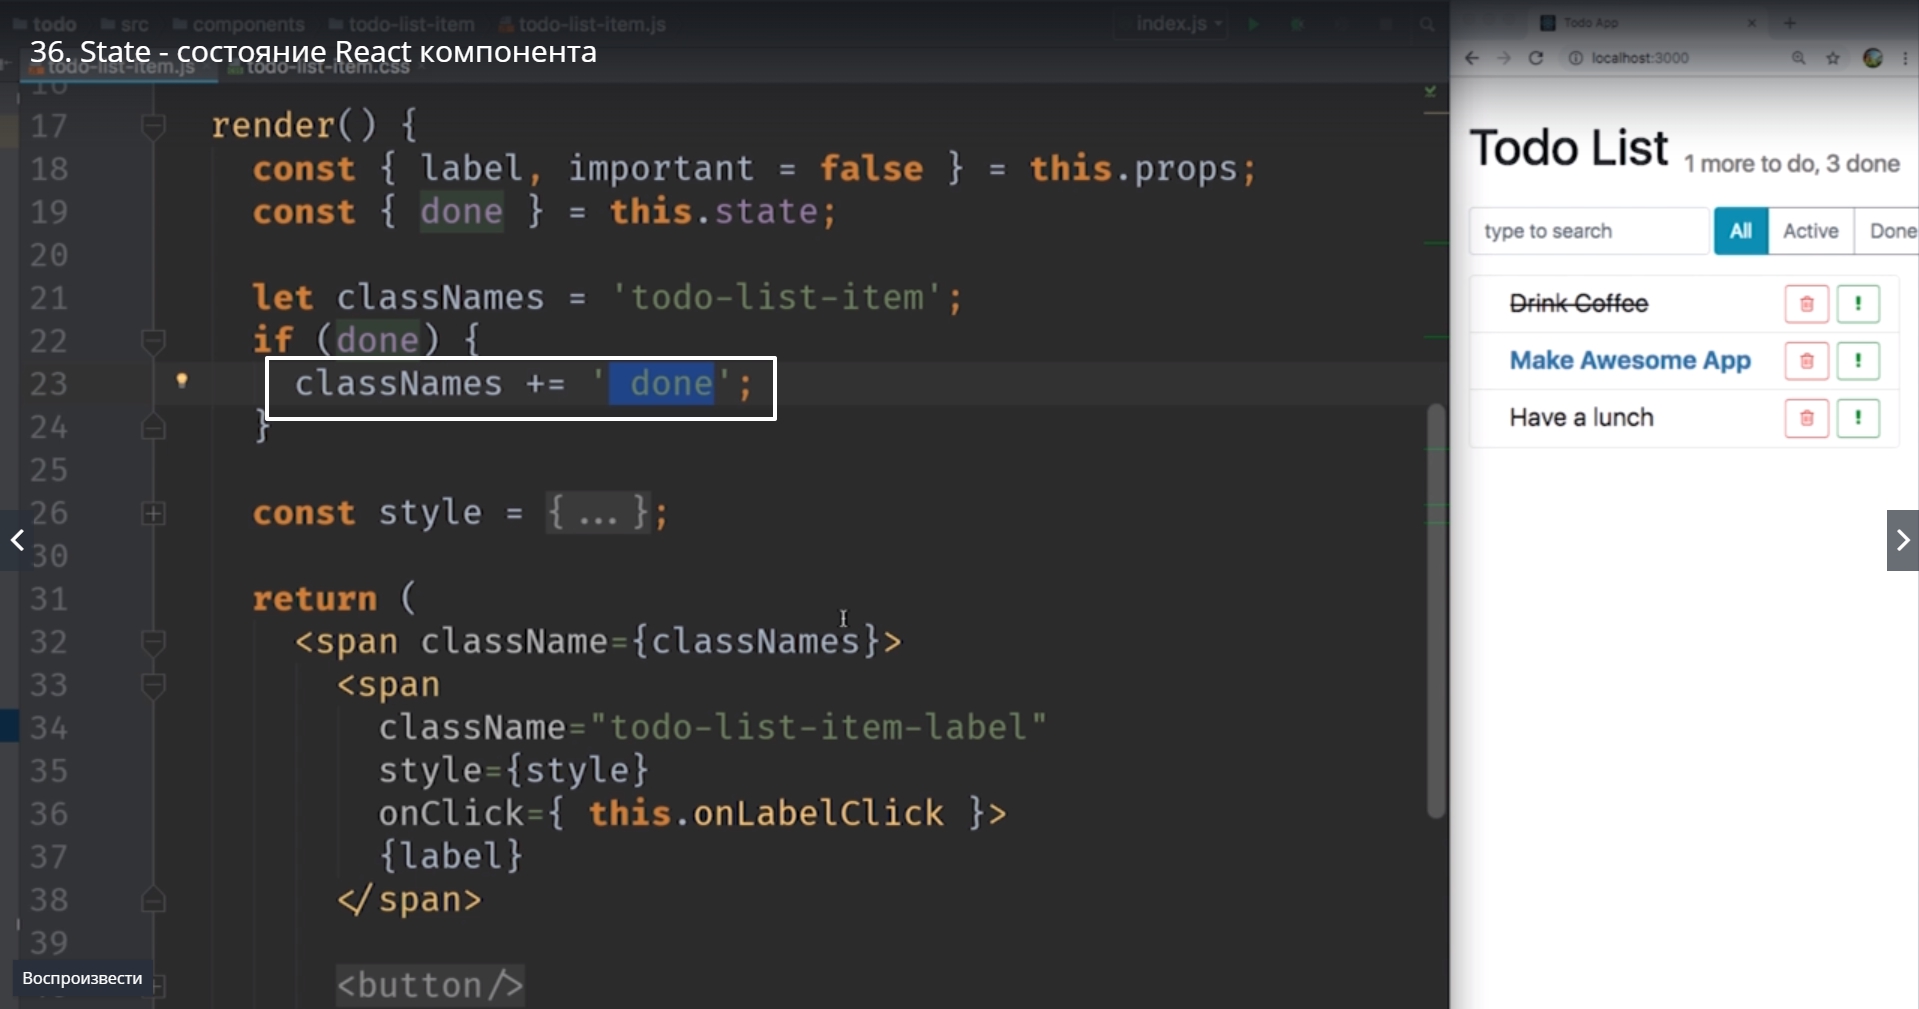 todo src components todo-list-item todo-list-item.js index.js
36. State - состояние React компонента
todo-list-item.js todo-list-item.css
16
17 render() {
18 const { label, important = false } = this.props;
19 const { done } = this.state;
20
21 let classNames = 'todo-list-item';
22 if (done) {
23 classNames += ' done';
24 }
25
26 const style = {...};
30
31 return (
32 <span className={classNames}>
33 <span
34 className="todo-list-item-label"
35 style={style}
36 onClick={ this.onLabelClick }>
37 {label}
38 </span>
39
<button/>
Воспроизвести
Todo App
localhost:3000
Todo List 1 more to do, 3 done
type to search All Active Done
Drink Coffee
Make Awesome App
Have a lunch